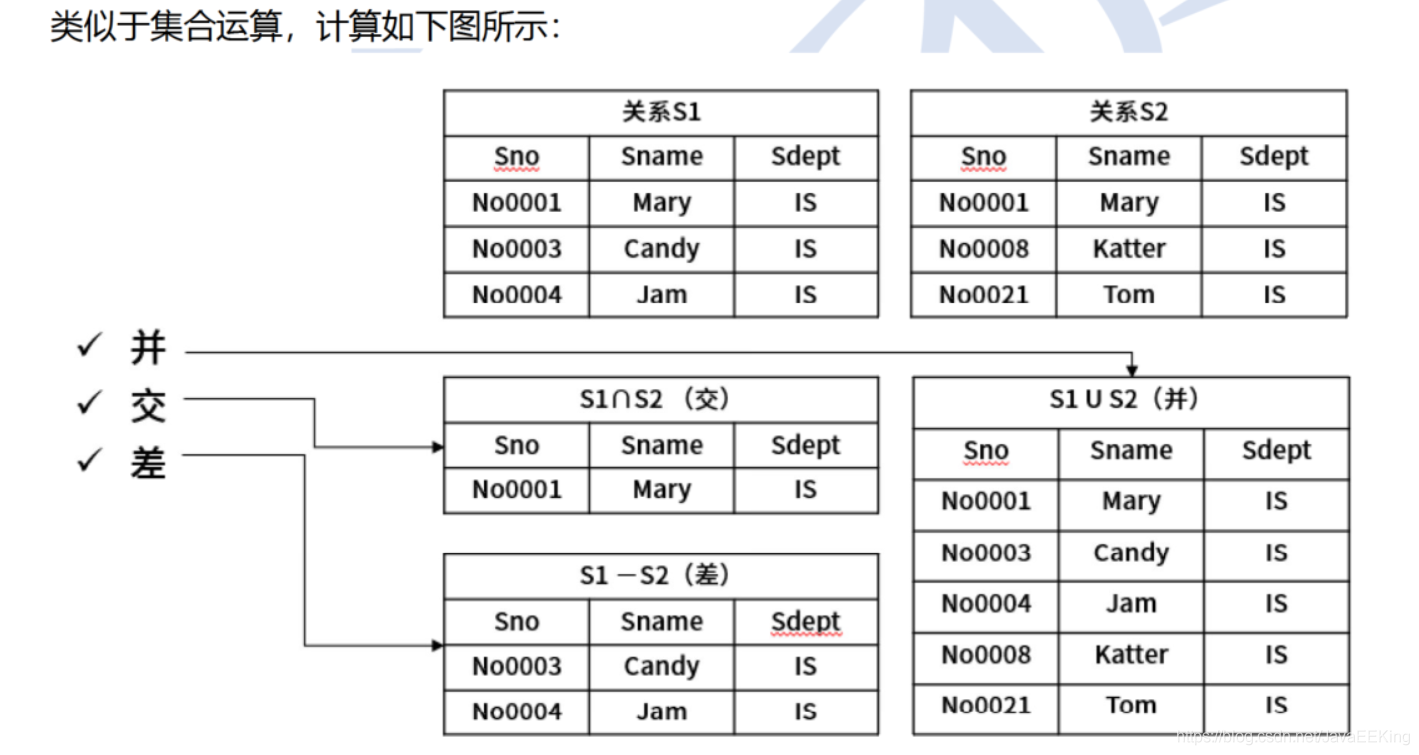 类似于集合运算，计算如下图所示：
关系S1
Sno Sname Sdept
No0001 Mary IS
No0003 Candy IS
No0004 Jam IS
关系S2
Sno Sname Sdept
No0001 Mary IS
No0008 Katter IS
No0021 Tom IS
✓ 并
✓ 交
✓ 差
S1∩S2 （交）
Sno Sname Sdept
No0001 Mary IS
S1 －S2（差）
Sno Sname Sdept
No0003 Candy IS
No0004 Jam IS
S1 U S2（并）
Sno Sname Sdept
No0001 Mary IS
No0003 Candy IS
No0004 Jam IS
No0008 Katter IS
No0021 Tom IS
https://blog.csdn.net/JavaEEKing